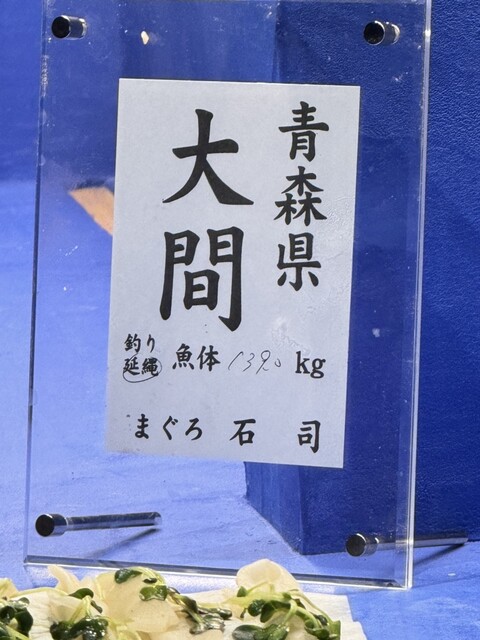 青森県
大間
釣り
延縄
魚体 139.0 kg
まぐろ 石司